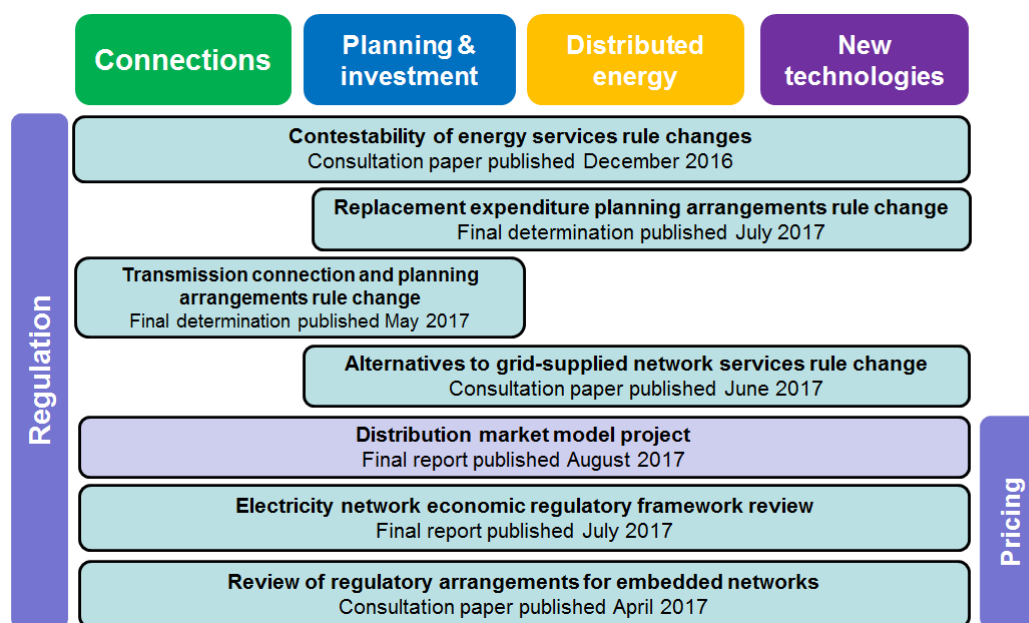 Connections
Planning &
investment
Distributed
energy
New
technologies
Regulation
Contestability of energy services rule changes
Consultation paper published December 2016
Replacement expenditure planning arrangements rule change
Final determination published July 2017
Transmission connection and planning
arrangements rule change
Final determination published May 2017
Alternatives to grid-supplied network services rule change
Consultation paper published June 2017
Distribution market model project
Final report published August 2017
Electricity network economic regulatory framework review
Final report published July 2017
Review of regulatory arrangements for embedded networks
Consultation paper published April 2017
Pricing